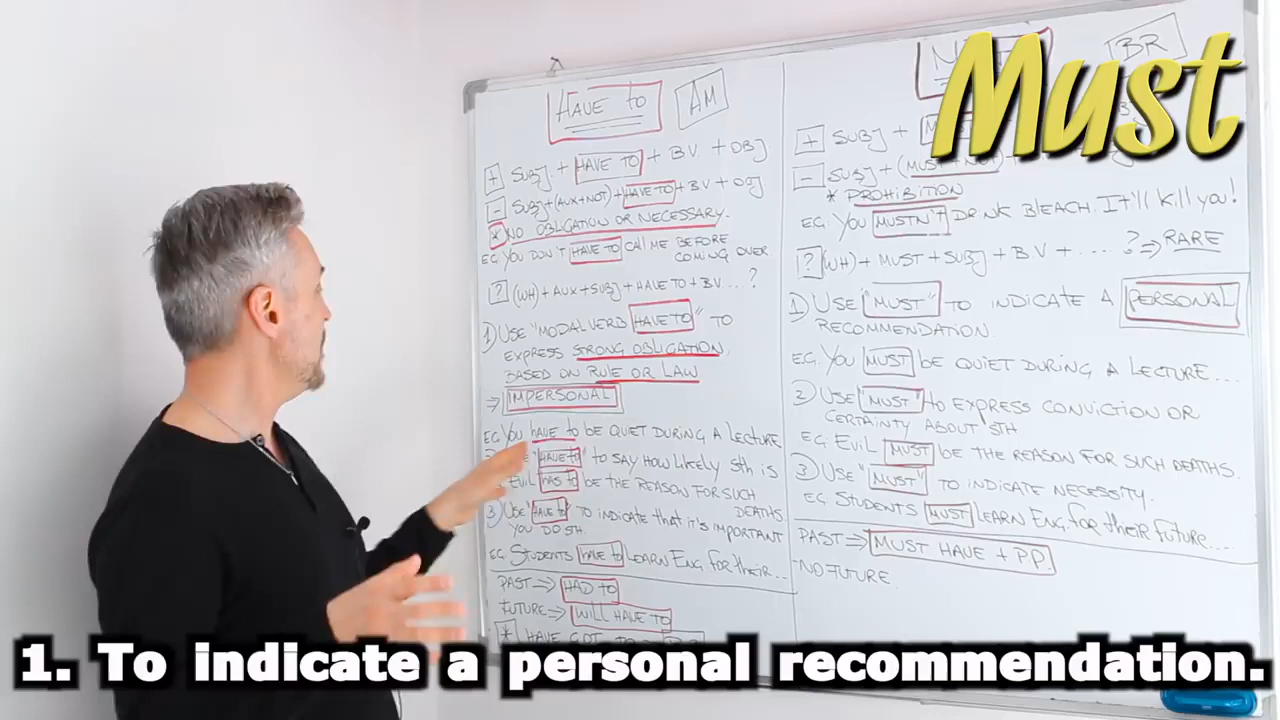 HAVE TO
AM
+ SUBJ + HAVE TO + BV + OBJ
- SUBJ+(AUX+NOT)+HAVE TO+BV+OBJ
* NO OBLIGATION OR NECESSARY.
EG YOU DON'T HAVE TO CALL ME BEFORE
COMING OVER
? (WH)+AUX+SUBJ+HAVE TO+BV...?
1) USE "MODAL VERB HAVE TO" TO
EXPRESS STRONG OBLIGATION,
BASED ON RULE OR LAW
⇒ IMPERSONAL
EG YOU HAVE TO BE QUIET DURING A LECTURE
"HAVE TO" TO SAY HOW LIKELY STH IS
EVIL HAS TO BE THE REASON FOR SUCH
DEATHS
3 USE "HAVE TO" TO INDICATE THAT IT'S IMPORTANT
YOU DO STH.
EG. STUDENTS HAVE TO LEARN ENG FOR THEIR...
PAST ⇒ HAD TO
FUTURE ⇒ WILL HAVE TO
* HAVE GOT TO
Must
BR
+ SUBJ +
- SUBJ + (MUST + NOT) +
* PROHIBITION
EG. YOU MUSTN'T DRINK BLEACH. IT'll kill you!
? (WH) + MUST + SUBJ + BV + ....? ⇒ RARE
1) USE "MUST" TO INDICATE A PERSONAL
RECOMMENDATION.
E.G. YOU MUST BE QUIET DURING A LECTURE...
2) USE "MUST" TO EXPRESS CONVICTION OR
CERTAINTY ABOUT STH
EG. EVIL MUST BE THE REASON FOR SUCH DEATHS.
3) USE "MUST" TO INDICATE NECESSITY.
EG. STUDENTS MUST LEARN ENG. FOR THEIR FUTURE....
PAST ⇒ MUST HAVE + P.P.
-NO FUTURE.
1. To indicate a personal recommendation.